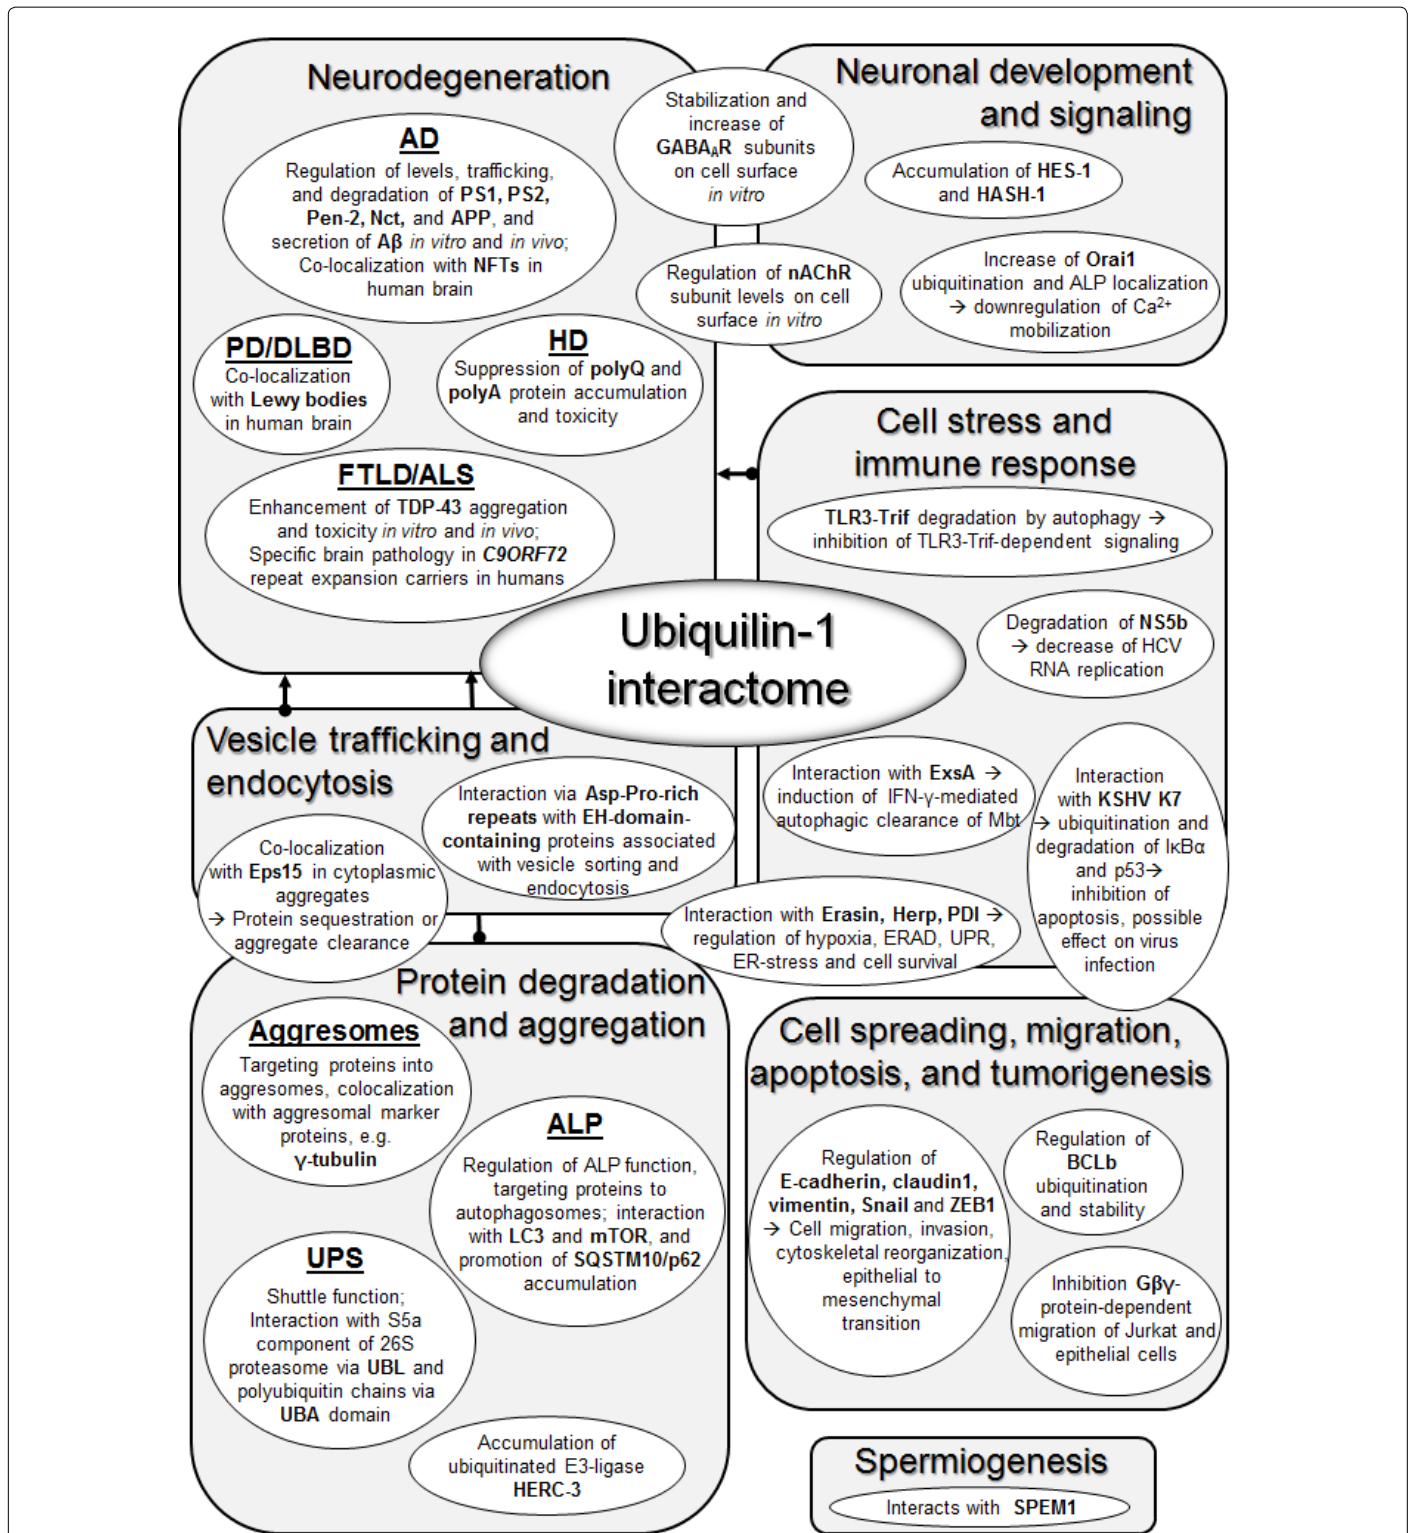 Neurodegeneration
AD
Regulation of levels, trafficking,
and degradation of PS1, PS2,
Pen-2, Nct, and APP, and
secretion of Aβ in vitro and in vivo;
Co-localization with NFTs in
human brain
PD/DLBD
Co-localization
with Lewy bodies
in human brain
HD
Suppression of polyQ and
polyA protein accumulation
and toxicity
FTLD/ALS
Enhancement of TDP-43 aggregation
and toxicity in vitro and in vivo;
Specific brain pathology in C9ORF72
repeat expansion carriers in humans
Stabilization and
increase of
GABA_AR subunits
on cell surface
in vitro
Regulation of nAChR
subunit levels on cell
surface in vitro
Neuronal development
and signaling
Accumulation of HES-1
and HASH-1
Increase of Orai1
ubiquitination and ALP localization
→ downregulation of Ca²⁺
mobilization
Cell stress and
immune response
TLR3-Trif degradation by autophagy →
inhibition of TLR3-Trif-dependent signaling
Degradation of NS5b
→ decrease of HCV
RNA replication
Ubiquilin-1
interactome
Interaction with ExsA →
induction of IFN-γ-mediated
autophagic clearance of Mbt
Interaction
with KSHV K7
→ ubiquitination and
degradation of IκBα
and p53→
inhibition of
apoptosis, possible
effect on virus
infection
Interaction with Erasin, Herp, PDI →
regulation of hypoxia, ERAD, UPR,
ER-stress and cell survival
Vesicle trafficking and
endocytosis
Interaction via Asp-Pro-rich
repeats with EH-domain-
containing proteins associated
with vesicle sorting and
endocytosis
Co-localization
with Eps15 in cytoplasmic
aggregates
→ Protein sequestration or
aggregate clearance
Protein degradation
and aggregation
Aggresomes
Targeting proteins into
aggresomes, colocalization
with aggresomal marker
proteins, e.g.
γ-tubulin
ALP
Regulation of ALP function,
targeting proteins to
autophagosomes; interaction
with LC3 and mTOR, and
promotion of SQSTM10/p62
accumulation
UPS
Shuttle function;
Interaction with S5a
component of 26S
proteasome via UBL and
polyubiquitin chains via
UBA domain
Accumulation of
ubiquitinated E3-ligase
HERC-3
Cell spreading, migration,
apoptosis, and tumorigenesis
Regulation of
E-cadherin, claudin1,
vimentin, Snail and ZEB1
→ Cell migration, invasion,
cytoskeletal reorganization,
epithelial to
mesenchymal
transition
Regulation of
BCLb
ubiquitination
and stability
Inhibition Gβγ-
protein-dependent
migration of Jurkat and
epithelial cells
Spermiogenesis
Interacts with SPEM1